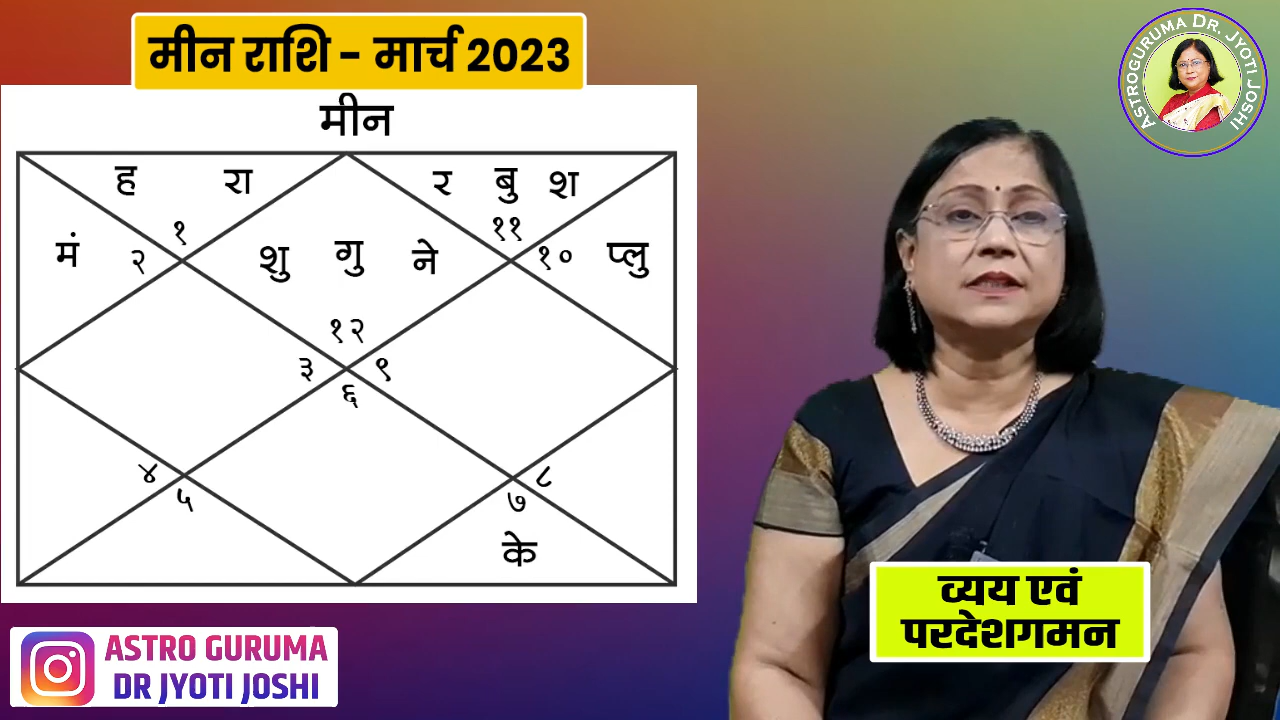 मीन राशि - मार्च 2023
ASTROGURUMA DR. JYOTI JOSHI
मीन
ह रा र बु श
१ ११
मं २ शु गु ने १० प्लु
१२
३ ९
६
४ ८
५ ७
के
व्यय एवं
परदेशगमन
ASTRO GURUMA
DR JYOTI JOSHI